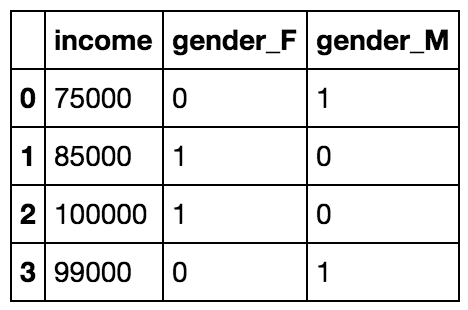 income gender_F gender_M
0 75000 0 1
1 85000 1 0
2 100000 1 0
3 99000 0 1